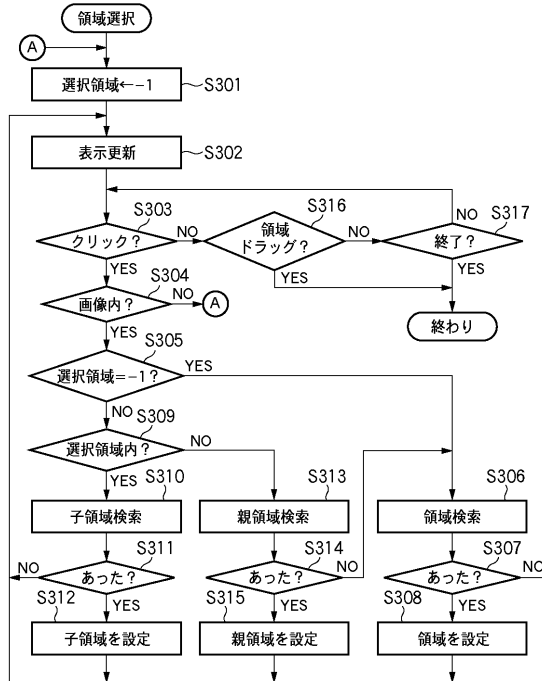 領域選択
A
選択領域←−1
S301
表示更新
S302
S303
クリック？
NO
YES
S316
領域
ドラッグ？
NO
YES
S317
終了？
NO
YES
終わり
S304
画像内？
NO
A
YES
S305
選択領域=−1？
YES
NO
S309
選択領域内？
NO
YES
S310
子領域検索
S313
親領域検索
S306
領域検索
S311
あった？
NO
YES
S314
あった？
NO
YES
S307
あった？
NO
YES
S312
子領域を設定
S315
親領域を設定
S308
領域を設定